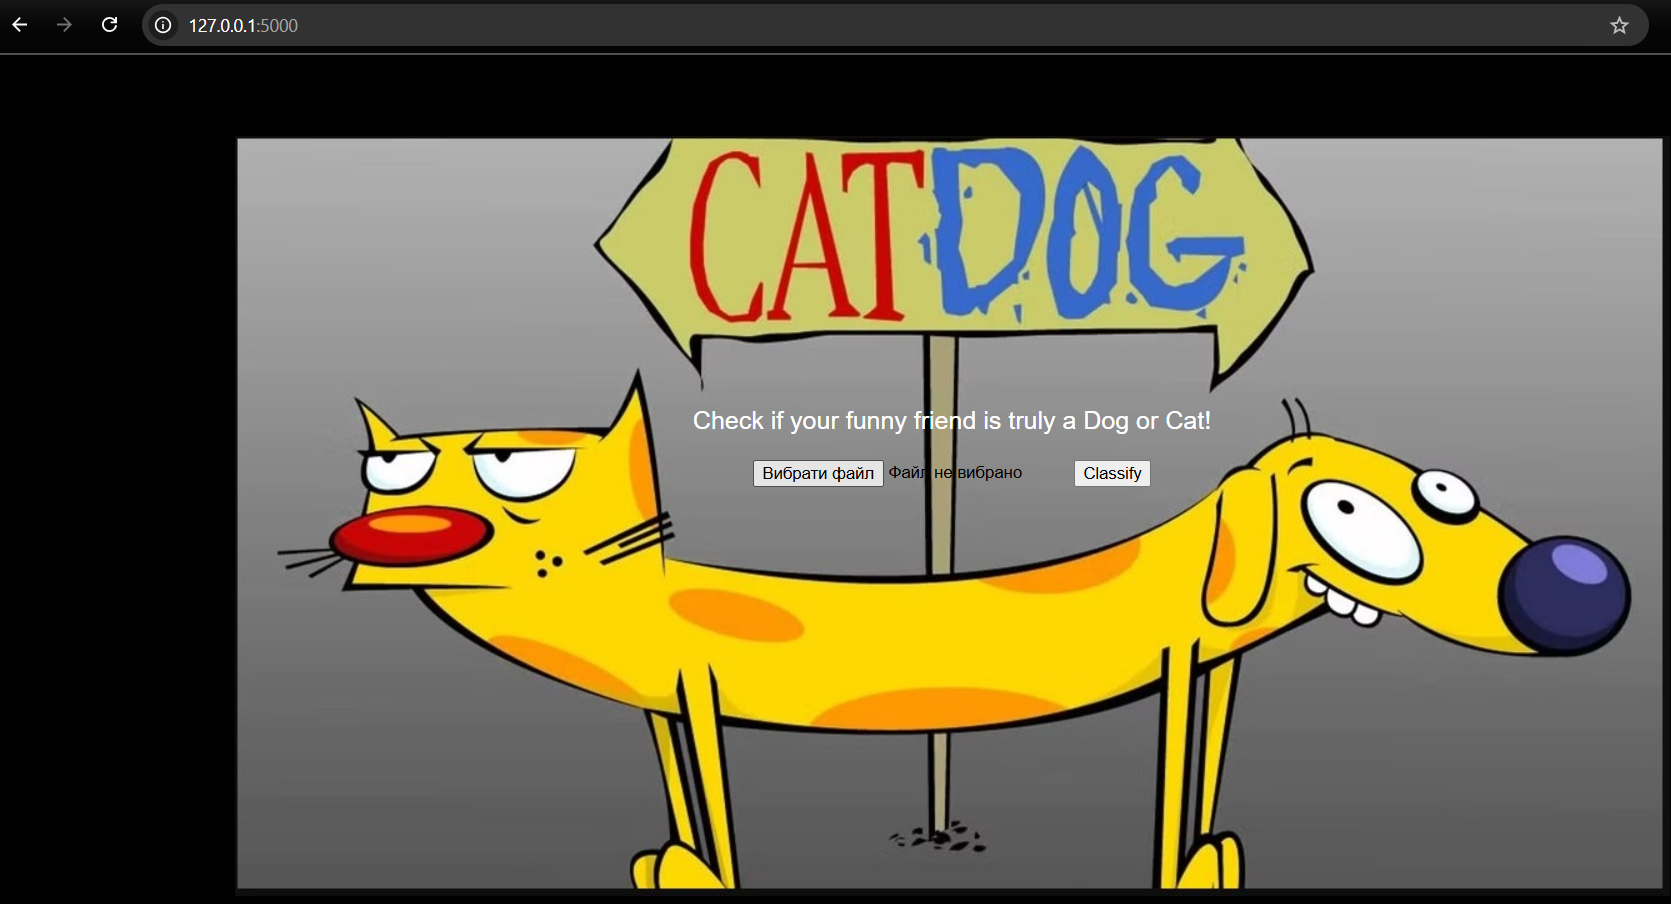 127.0.0.1:5000
CATDOG
Check if your funny friend is truly a Dog or Cat!
Вибрати файл Файл не вибрано Classify